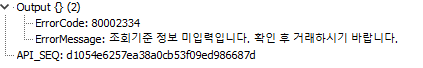 Output {} (2)
ErrorCode: 80002334
ErrorMessage: 조회기준 정보 미입력입니다. 확인 후 거래하시기 바랍니다.
API_SEQ: d1054e6257ea38a0cb53f09ed986687d